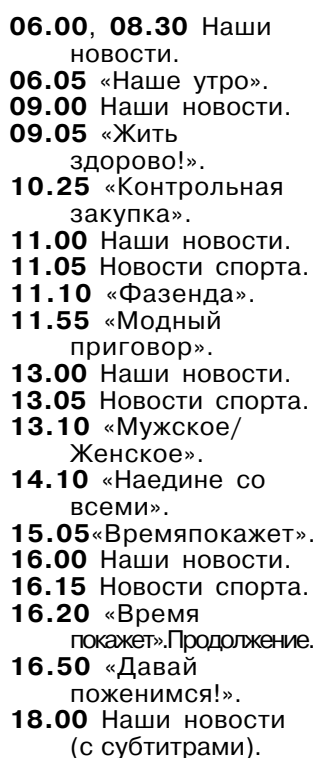 06.00, 08.30 Наши
новости.
06.05 «Наше утро».
09.00 Наши новости.
09.05 «Жить
здорово!».
10.25 «Контрольная
закупка».
11.00 Наши новости.
11.05 Новости спорта.
11.10 «Фазенда».
11.55 «Модный
приговор».
13.00 Наши новости.
13.05 Новости спорта.
13.10 «Мужское/
Женское».
14.10 «Наедине со
всеми».
15.05«Времяпокажет».
16.00 Наши новости.
16.15 Новости спорта.
16.20 «Время
покажет».Продолжение.
16.50 «Давай
поженимся!».
18.00 Наши новости
(с субтитрами).